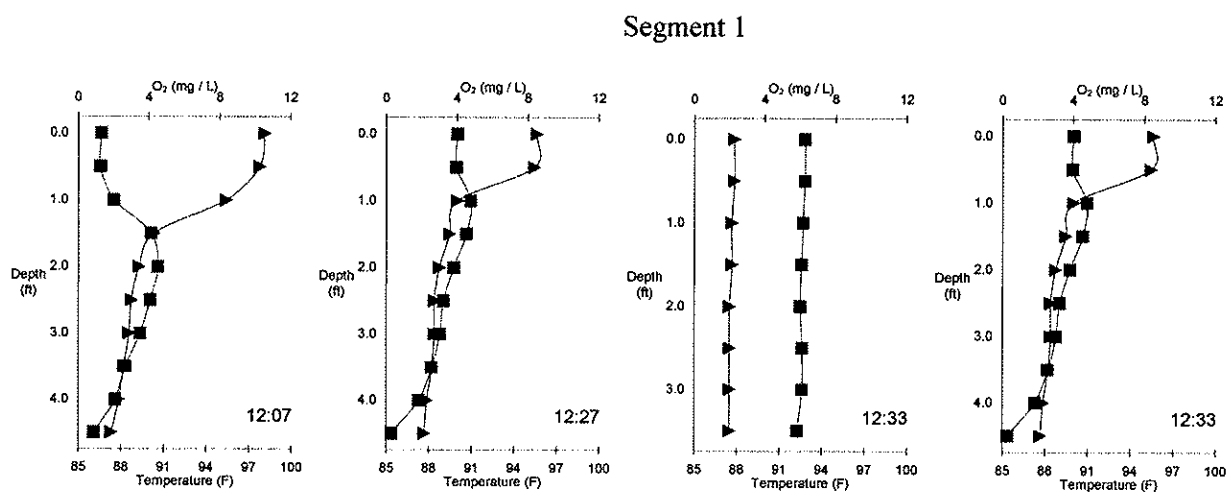 Segment 1
O₂ (mg / L)
0 4 8 12
0.0
1.0
2.0
3.0
4.0
Depth
(ft)
12:07
85 88 91 94 97 100
Temperature (F)
O₂ (mg / L)
0 4 8 12
0.0
1.0
2.0
3.0
4.0
Depth
(ft)
12:27
85 88 91 94 97 100
Temperature (F)
O₂ (mg / L)
0 4 8 12
0.0
1.0
2.0
3.0
Depth
(ft)
12:33
85 88 91 94 97 100
Temperature (F)
O₂ (mg / L)
0 4 8 12
0.0
1.0
2.0
3.0
4.0
Depth
(ft)
12:33
85 88 91 94 97 100
Temperature (F)